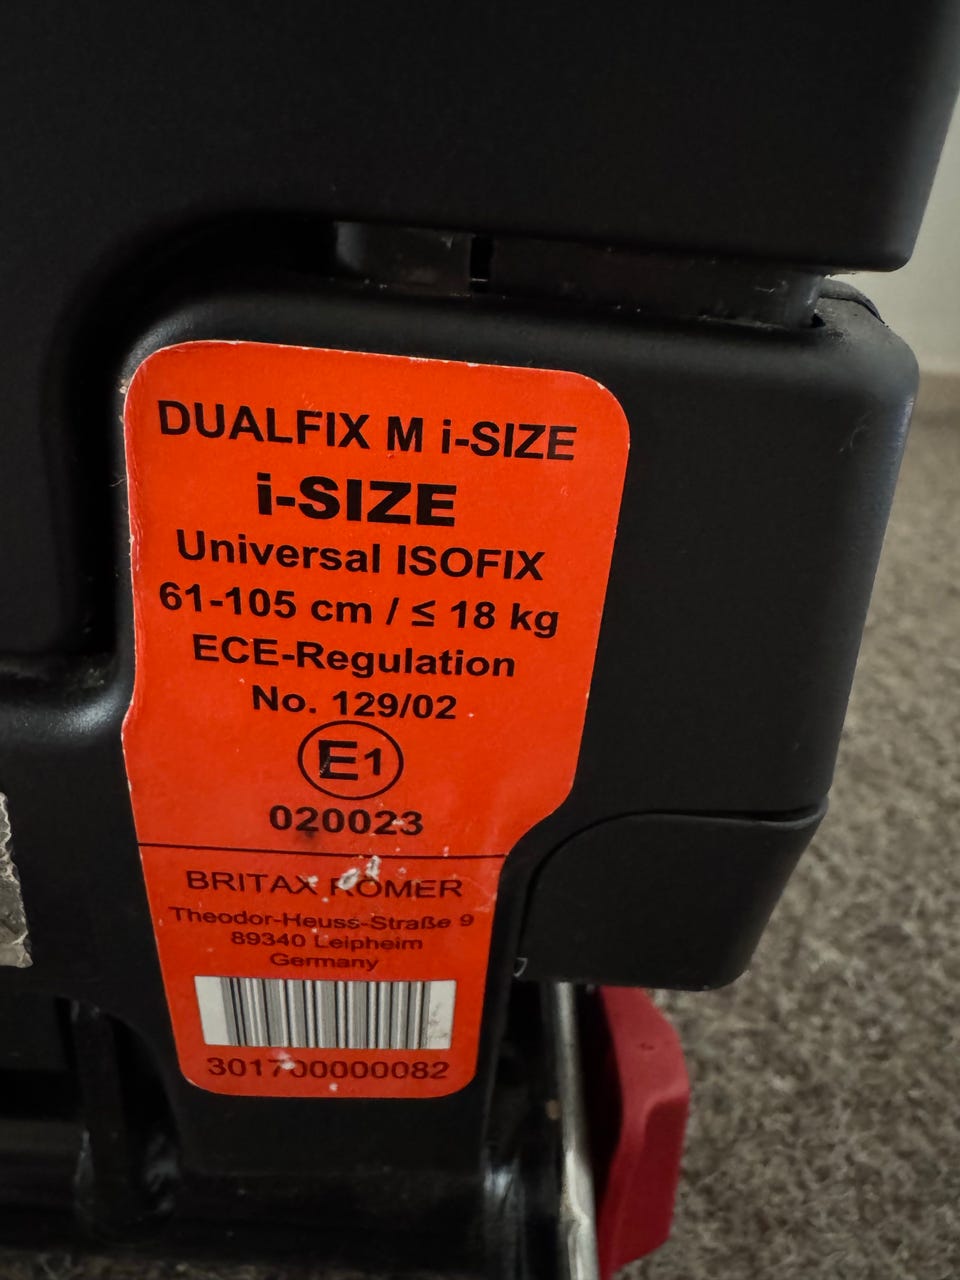 DUALFIX M i-SIZE
i-SIZE
Universal ISOFIX
61-105 cm / ≤ 18 kg
ECE-Regulation
No. 129/02
E1
020023
BRITAX RÖMER
Theodor-Heuss-Straße 9
89340 Leipheim
Germany
301700000082